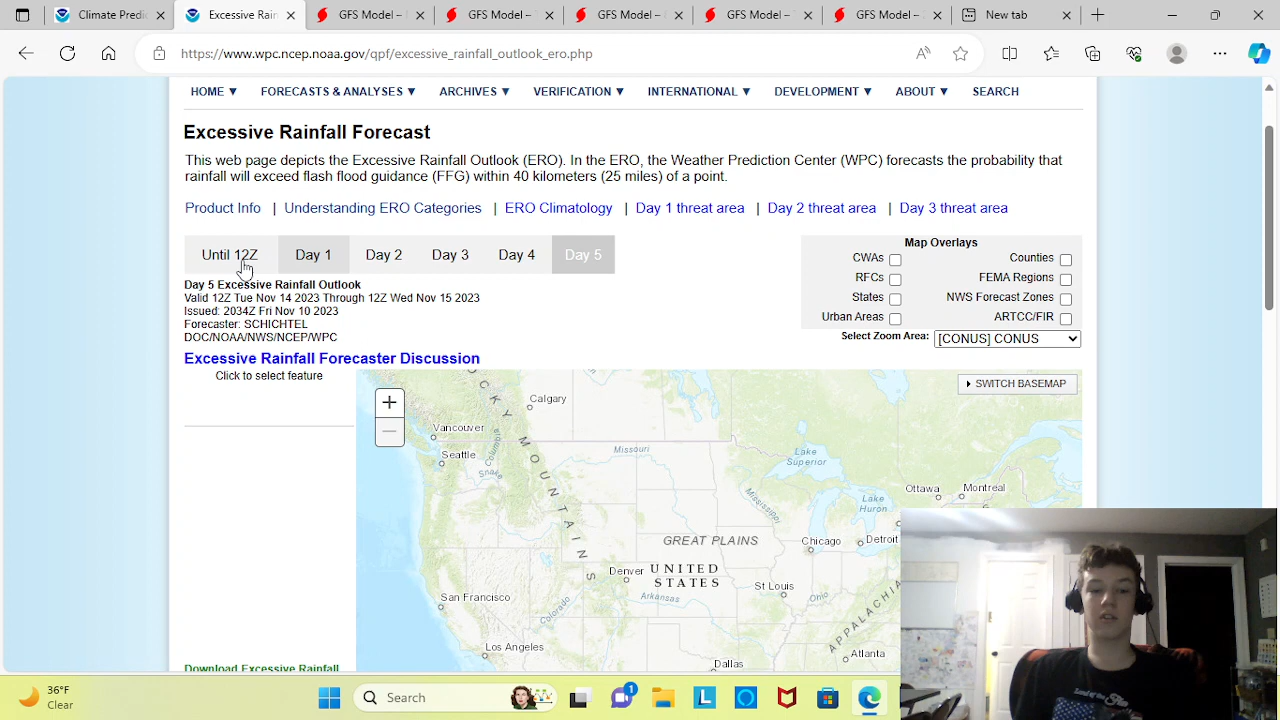 Climate Predic
Excessive Rain
GFS Model –
GFS Model –
GFS Model –
GFS Model –
GFS Model –
New tab
https://www.wpc.ncep.noaa.gov/qpf/excessive_rainfall_outlook_ero.php
HOME ▼ FORECASTS & ANALYSES ▼ ARCHIVES ▼ VERIFICATION ▼ INTERNATIONAL ▼ DEVELOPMENT ▼ ABOUT ▼ SEARCH
Excessive Rainfall Forecast
This web page depicts the Excessive Rainfall Outlook (ERO). In the ERO, the Weather Prediction Center (WPC) forecasts the probability that
rainfall will exceed flash flood guidance (FFG) within 40 kilometers (25 miles) of a point.
Product Info | Understanding ERO Categories | ERO Climatology | Day 1 threat area | Day 2 threat area | Day 3 threat area
Until 12Z Day 1 Day 2 Day 3 Day 4 Day 5
Map Overlays
CWAs Counties
RFCs FEMA Regions
States NWS Forecast Zones
Urban Areas ARTCC/FIR
Select Zoom Area: [CONUS] CONUS
Day 5 Excessive Rainfall Outlook
Valid 12Z Tue Nov 14 2023 Through 12Z Wed Nov 15 2023
Issued: 2034Z Fri Nov 10 2023
Forecaster: SCHICHTEL
DOC/NOAA/NWS/NCEP/WPC
Excessive Rainfall Forecaster Discussion
Click to select feature
SWITCH BASEMAP
+
−
Calgary
Vancouver
Seattle
Columbia
Snake
ROCKY MOUNTAINS
Missouri
Lake
Superior
Mississippi
Ottawa
Montreal
Lake
Huron
GREAT PLAINS
Chicago
Detroit
Denver
UNITED
STATES
St Louis
Ohio
San Francisco
Colorado
Arkansas
APPALACHIA
Los Angeles
Dallas
Atlanta
Download Excessive Rainfall
36°F
Clear
Search
1
L